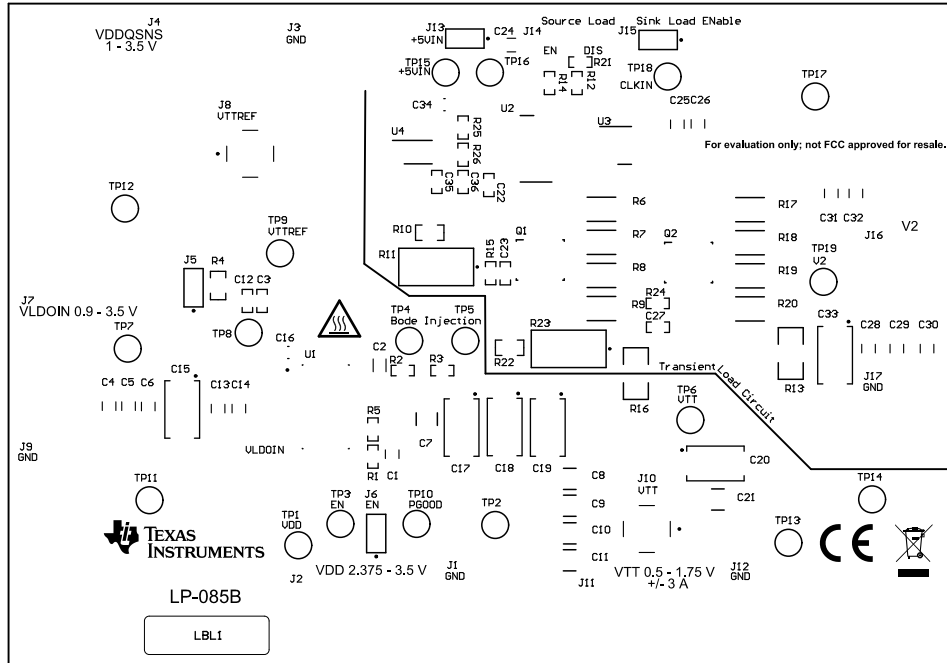 J4
VDDQSNS
1 - 3.5 V
J3
GND
J13
+5VIN
C24
J14
Source Load
Sink Load ENable
J15
EN
DIS
R21
TP15
+5VIN
TP16
R14
R12
TP18
CLKIN
TP17
J8
VTTREF
C34
U2
U3
C25
C26
U4
R25
R26
For evaluation only; not FCC approved for resale.
C35
C36
C22
TP12
R6
R17
C31
C32
J16
V2
TP9
VTTREF
R10
Q1
R7
Q2
R18
R11
R15
C23
TP19
V2
J5
R4
R8
R19
C12
C3
R24
R9
R20
J7
VLDOIN 0.9 - 3.5 V
TP7
TP8
TP4
TP5
Bode Injection
R23
C27
C33
C28
C29
C30
C16
U1
C2
R2
R3
R22
Transient Load Circuit
R13
J17
GND
C15
C4
C5
C6
C13
C14
R16
TP6
VTT
R5
C7
J9
GND
VLDOIN
R1
C1
C17
C18
C19
C20
C8
J10
VTT
C21
TP11
TP3
EN
J6
EN
TP10
PGOOD
TP2
C9
TP14
TP1
VDD
C10
TP13
TEXAS
INSTRUMENTS
CE
C11
J2
VDD 2.375 - 3.5 V
J1
GND
J11
VTT 0.5 - 1.75 V
+/- 3 A
J12
GND
LP-085B
LBL1